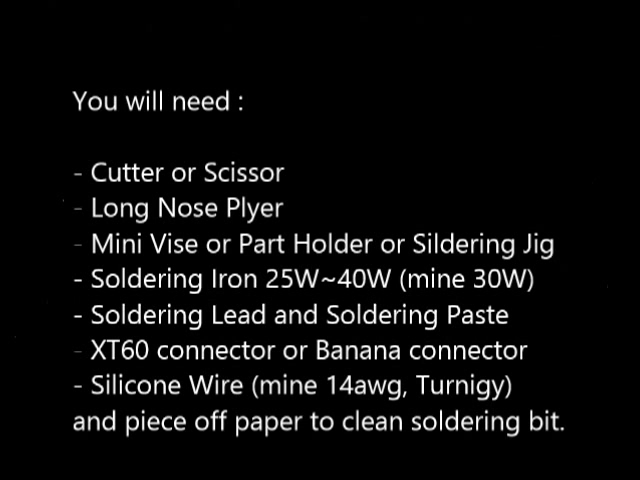 You will need :
- Cutter or Scissor
- Long Nose Plyer
- Mini Vise or Part Holder or Sildering Jig
- Soldering Iron 25W~40W (mine 30W)
- Soldering Lead and Soldering Paste
- XT60 connector or Banana connector
- Silicone Wire (mine 14awg, Turnigy)
and piece off paper to clean soldering bit.